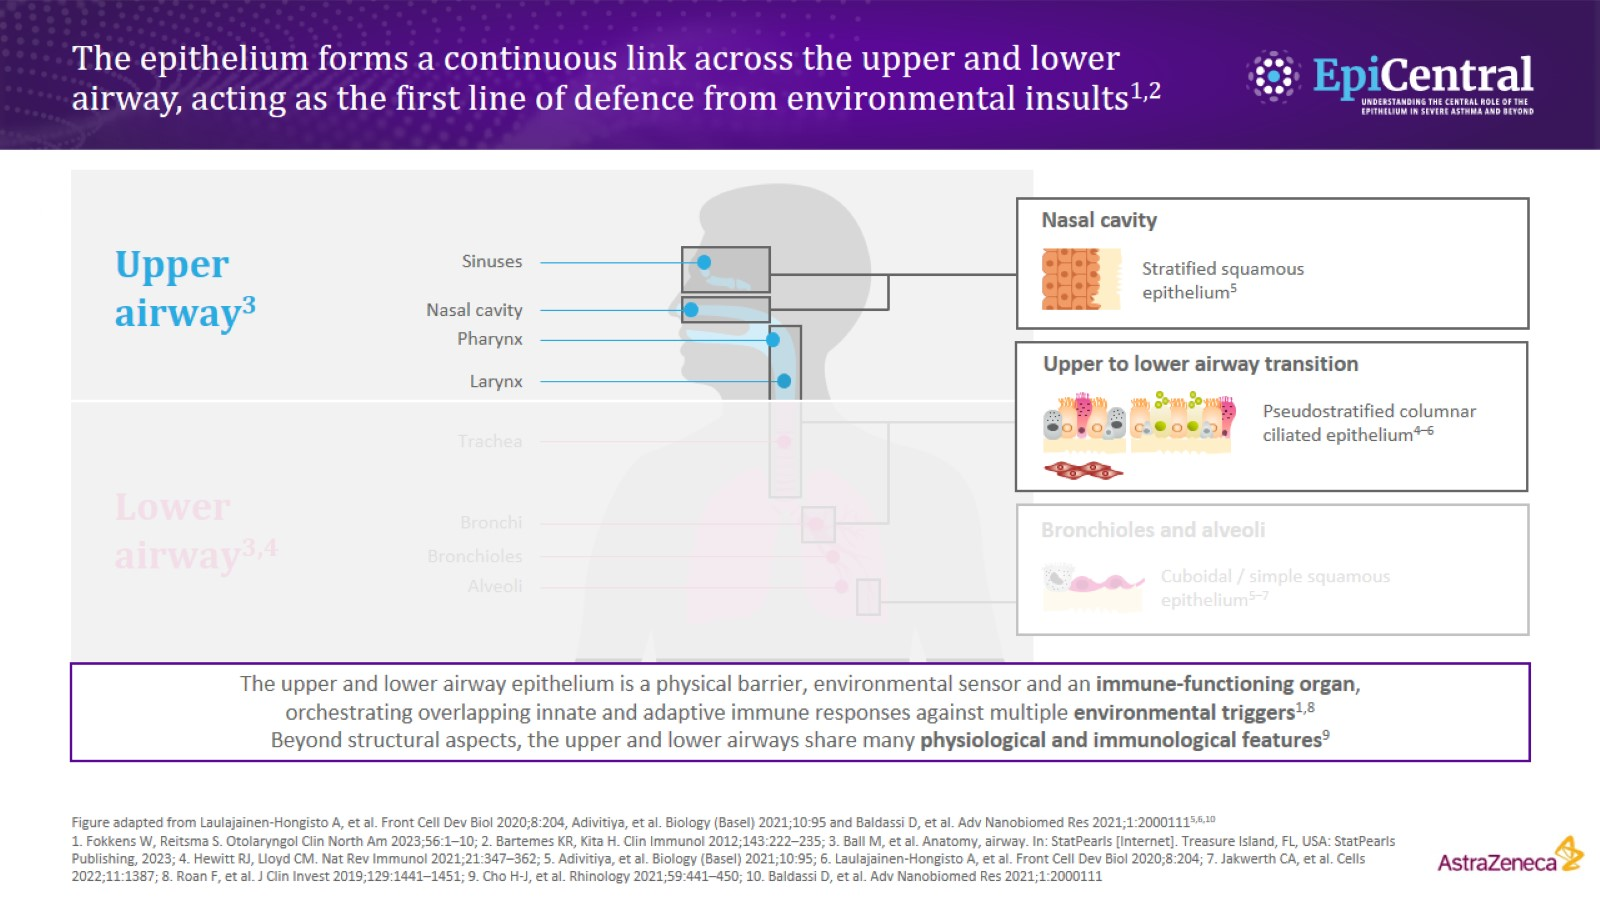 The epithelium forms a continuous link across the upper and lower
airway, acting as the first line of defence from environmental insults1,2
EpiCentral
UNDERSTANDING THE CENTRAL ROLE OF THE
EPITHELIUM IN SEVERE ASTHMA AND BEYOND
Upper
airway3
Sinuses
Nasal cavity
Pharynx
Larynx
Nasal cavity
Stratified squamous
epithelium5
Upper to lower airway transition
Pseudostratified columnar
ciliated epithelium4–6
Lower
airway3,4
Trachea
Bronchi
Bronchioles
Alveoli
Bronchioles and alveoli
Cuboidal / simple squamous
epithelium5–7
The upper and lower airway epithelium is a physical barrier, environmental sensor and an immune-functioning organ,
orchestrating overlapping innate and adaptive immune responses against multiple environmental triggers1,8
Beyond structural aspects, the upper and lower airways share many physiological and immunological features9
Figure adapted from Laulajainen-Hongisto A, et al. Front Cell Dev Biol 2020;8:204, Adivitiya, et al. Biology (Basel) 2021;10:95 and Baldassi D, et al. Adv Nanobiomed Res 2021;1:20001115,6,10
1. Fokkens W, Reitsma S. Otolaryngol Clin North Am 2023;56:1–10; 2. Bartemes KR, Kita H. Clin Immunol 2012;143:222–235; 3. Ball M, et al. Anatomy, airway. In: StatPearls [Internet]. Treasure Island, FL, USA: StatPearls
Publishing, 2023; 4. Hewitt RJ, Lloyd CM. Nat Rev Immunol 2021;21:347–362; 5. Adivitiya, et al. Biology (Basel) 2021;10:95; 6. Laulajainen-Hongisto A, et al. Front Cell Dev Biol 2020;8:204; 7. Jakwerth CA, et al. Cells
2022;11:1387; 8. Roan F, et al. J Clin Invest 2019;129:1441–1451; 9. Cho H-J, et al. Rhinology 2021;59:441–450; 10. Baldassi D, et al. Adv Nanobiomed Res 2021;1:2000111
AstraZeneca